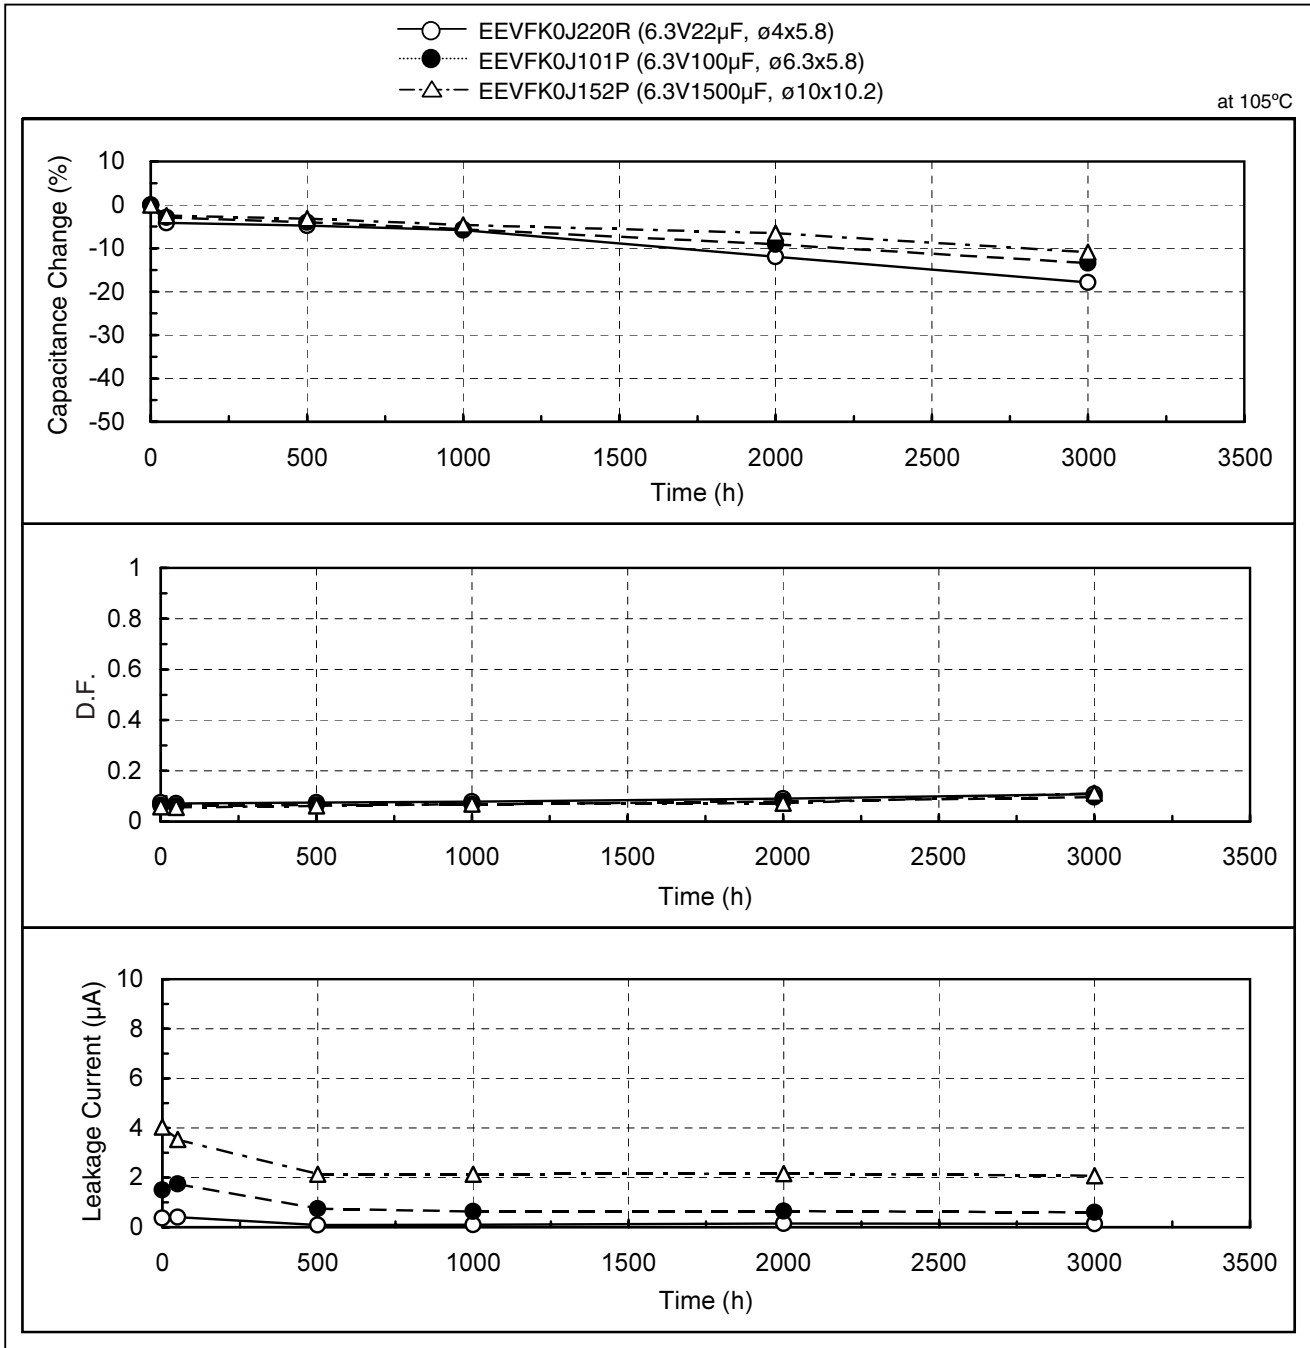 EEVFK0J220R (6.3V22µF, ø4x5.8)
EEVFK0J101P (6.3V100µF, ø6.3x5.8)
EEVFK0J152P (6.3V1500µF, ø10x10.2)
at 105ºC
Capacitance Change (%)
10
0
-10
-20
-30
-40
-50
0 500 1000 1500 2000 2500 3000 3500
Time (h)
D.F.
1
0.8
0.6
0.4
0.2
0
0 500 1000 1500 2000 2500 3000 3500
Time (h)
Leakage Current (µA)
10
8
6
4
2
0
0 500 1000 1500 2000 2500 3000 3500
Time (h)